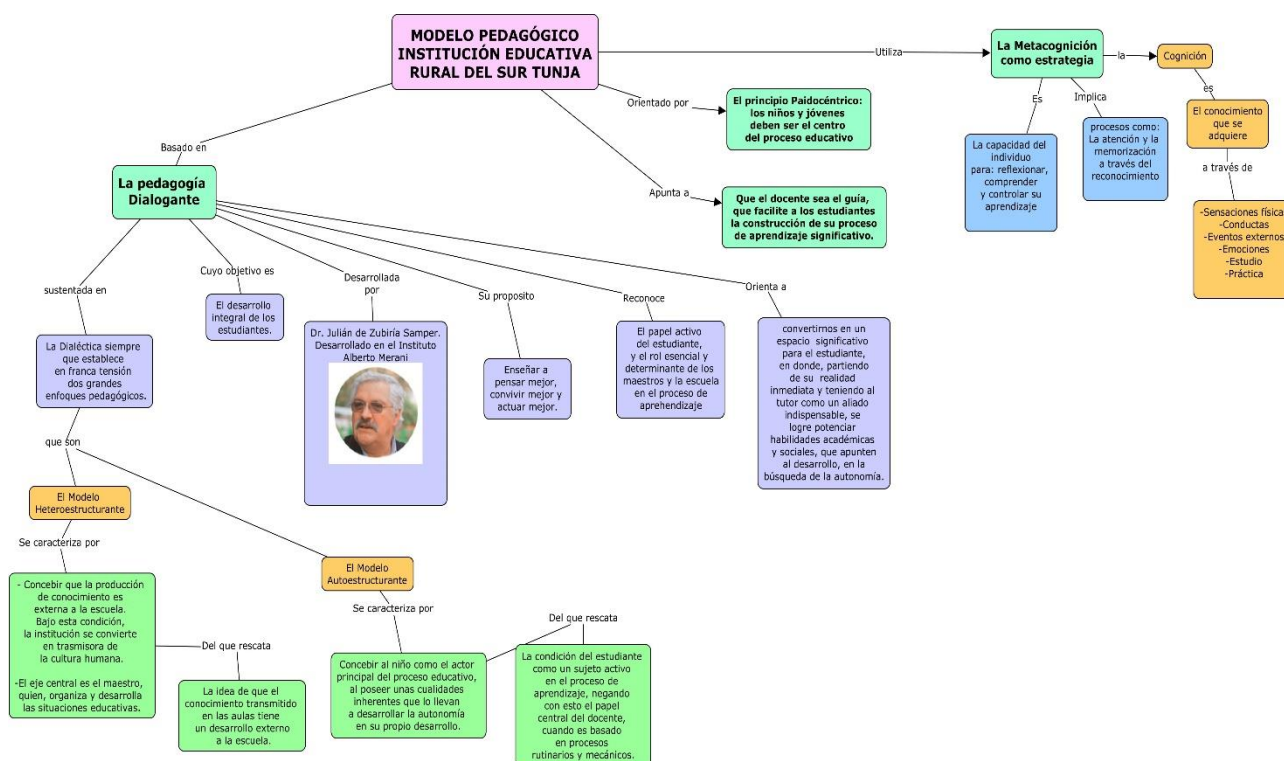 MODELO PEDAGÓGICO
INSTITUCIÓN EDUCATIVA
RURAL DEL SUR TUNJA
Utiliza
La Metacognición
como estrategia
la
Cognición
es
El conocimiento
que se
adquiere
a través de
-Sensaciones física
-Conductas
-Eventos externos
-Emociones
-Estudio
-Práctica
Es
La capacidad del
individuo
para: reflexionar,
comprender
y controlar su
aprendizaje
Implica
procesos como:
La atención y la
memorización
a través del
reconocimiento
Orientado por
El principio Paidocéntrico:
los niños y jóvenes
deben ser el centro
del proceso educativo
Apunta a
Que el docente sea el guía,
que facilite a los estudiantes
la construcción de su proceso
de aprendizaje significativo.
Basado en
La pedagogía
Dialogante
sustentada en
La Dialéctica siempre
que establece
en franca tensión
dos grandes
enfoques pedagógicos.
Cuyo objetivo es
El desarrollo
integral de los
estudiantes.
Desarrollada
por
Dr. Julián de Zubiría Samper.
Desarrollado en el Instituto
Alberto Merani
Su proposito
Enseñar a
pensar mejor,
convivir mejor y
actuar mejor.
Reconoce
El papel activo
del estudiante,
y el rol esencial y
determinante de los
maestros y la escuela
en el proceso de
aprehendizaje
Orienta a
convertirnos en un
espacio significativo
para el estudiante,
en donde, partiendo
de su realidad
inmediata y teniendo al
tutor como un aliado
indispensable, se
logre potenciar
habilidades académicas
y sociales, que apunten
al desarrollo, en la
búsqueda de la autonomía.
que son
El Modelo
Heteroestructurante
Se caracteriza por
- Concebir que la producción
de conocimiento es
externa a la escuela.
Bajo esta condición,
la institución se convierte
en trasmisora de
la cultura humana.
-El eje central es el maestro,
quien, organiza y desarrolla
las situaciones educativas.
Del que rescata
La idea de que el
conocimiento transmitido
en las aulas tiene
un desarrollo externo
a la escuela.
El Modelo
Autoestructurante
Se caracteriza por
Concebir al niño como el actor
principal del proceso educativo,
al poseer unas cualidades
inherentes que lo llevan
a desarrollar la autonomía
en su propio desarrollo.
Del que rescata
La condición del estudiante
como un sujeto activo
en el proceso de
aprendizaje, negando
con esto el papel
central del docente,
cuando es basado
en procesos
rutinarios y mecánicos.